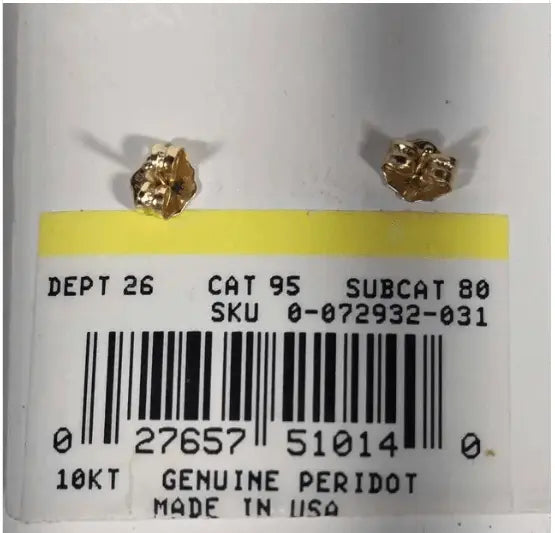 DEPT 26 CAT 95 SUBCAT 80
SKU 0-072932-031
0 27657 51014 0
10KT GENUINE PERIDOT
MADE IN USA